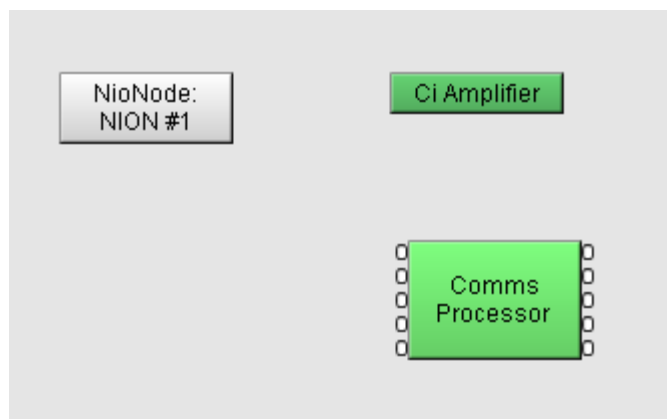 NioNode:
NION #1
Ci Amplifier
Comms
Processor